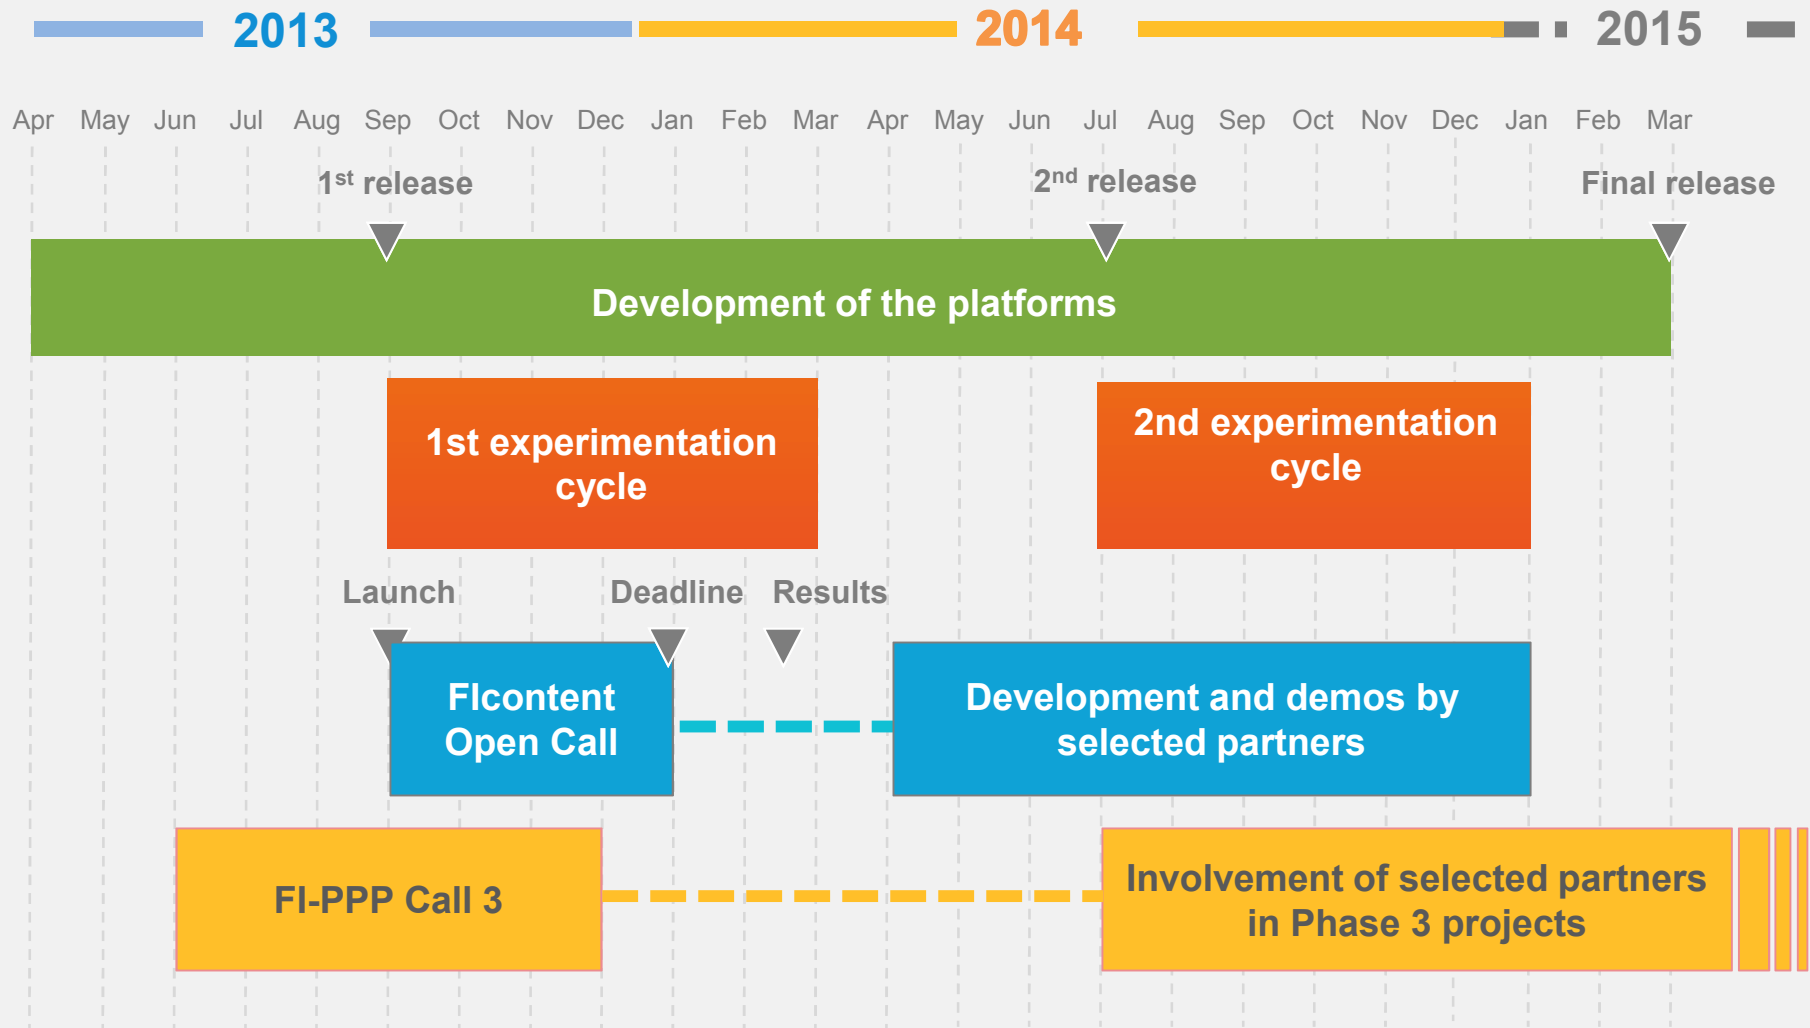 2013 2014 2015
Apr May Jun Jul Aug Sep Oct Nov Dec Jan Feb Mar Apr May Jun Jul Aug Sep Oct Nov Dec Jan Feb Mar
1st release 2nd release Final release
Development of the platforms
1st experimentation
cycle
2nd experimentation
cycle
Launch Deadline Results
FIcontent
Open Call
Development and demos by
selected partners
FI-PPP Call 3
Involvement of selected partners
in Phase 3 projects